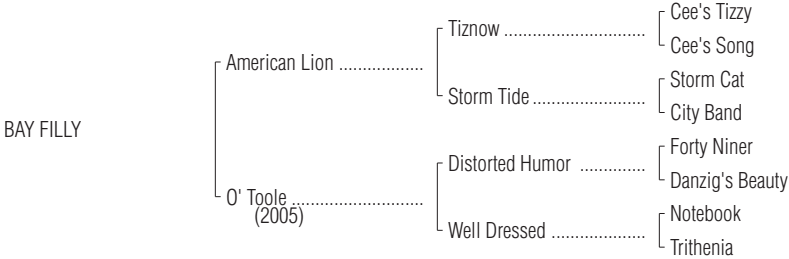 Cee's Tizzy
Tiznow ..............................
Cee's Song
American Lion ..................
Storm Cat
Storm Tide ........................
City Band
BAY FILLY
Forty Niner
Distorted Humor ..............
Danzig's Beauty
O' Toole ............................
(2005)
Notebook
Well Dressed ....................
Trithenia